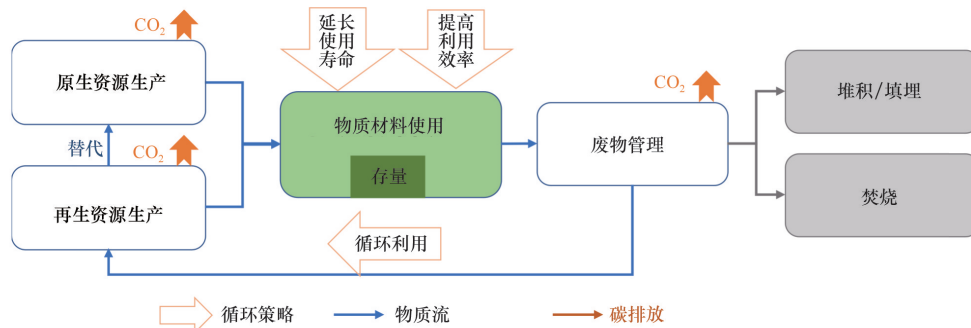 CO2
原生资源生产
替代
CO2
再生资源生产
延长
使用
寿命
提高
利用
效率
物质材料使用
存量
循环利用
CO2
废物管理
堆积/填埋
焚烧
循环策略
物质流
碳排放